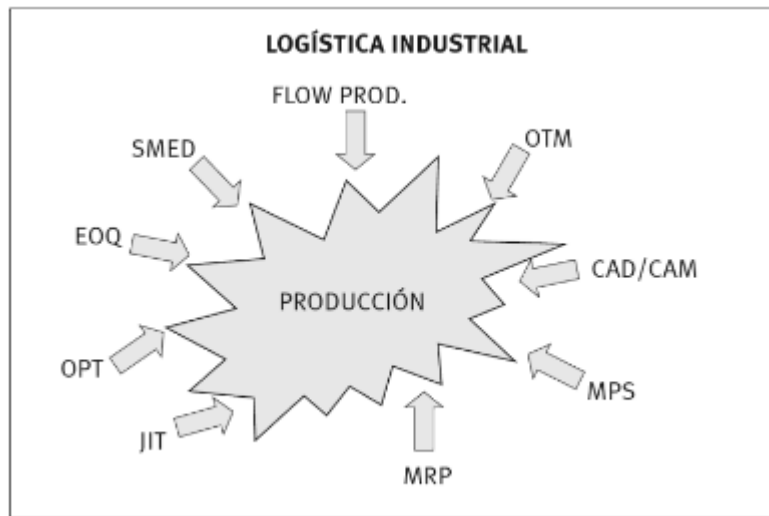 LOGÍSTICA INDUSTRIAL
FLOW PROD.
SMED
OTM
EOQ
CAD/CAM
PRODUCCIÓN
OPT
MPS
JIT
MRP